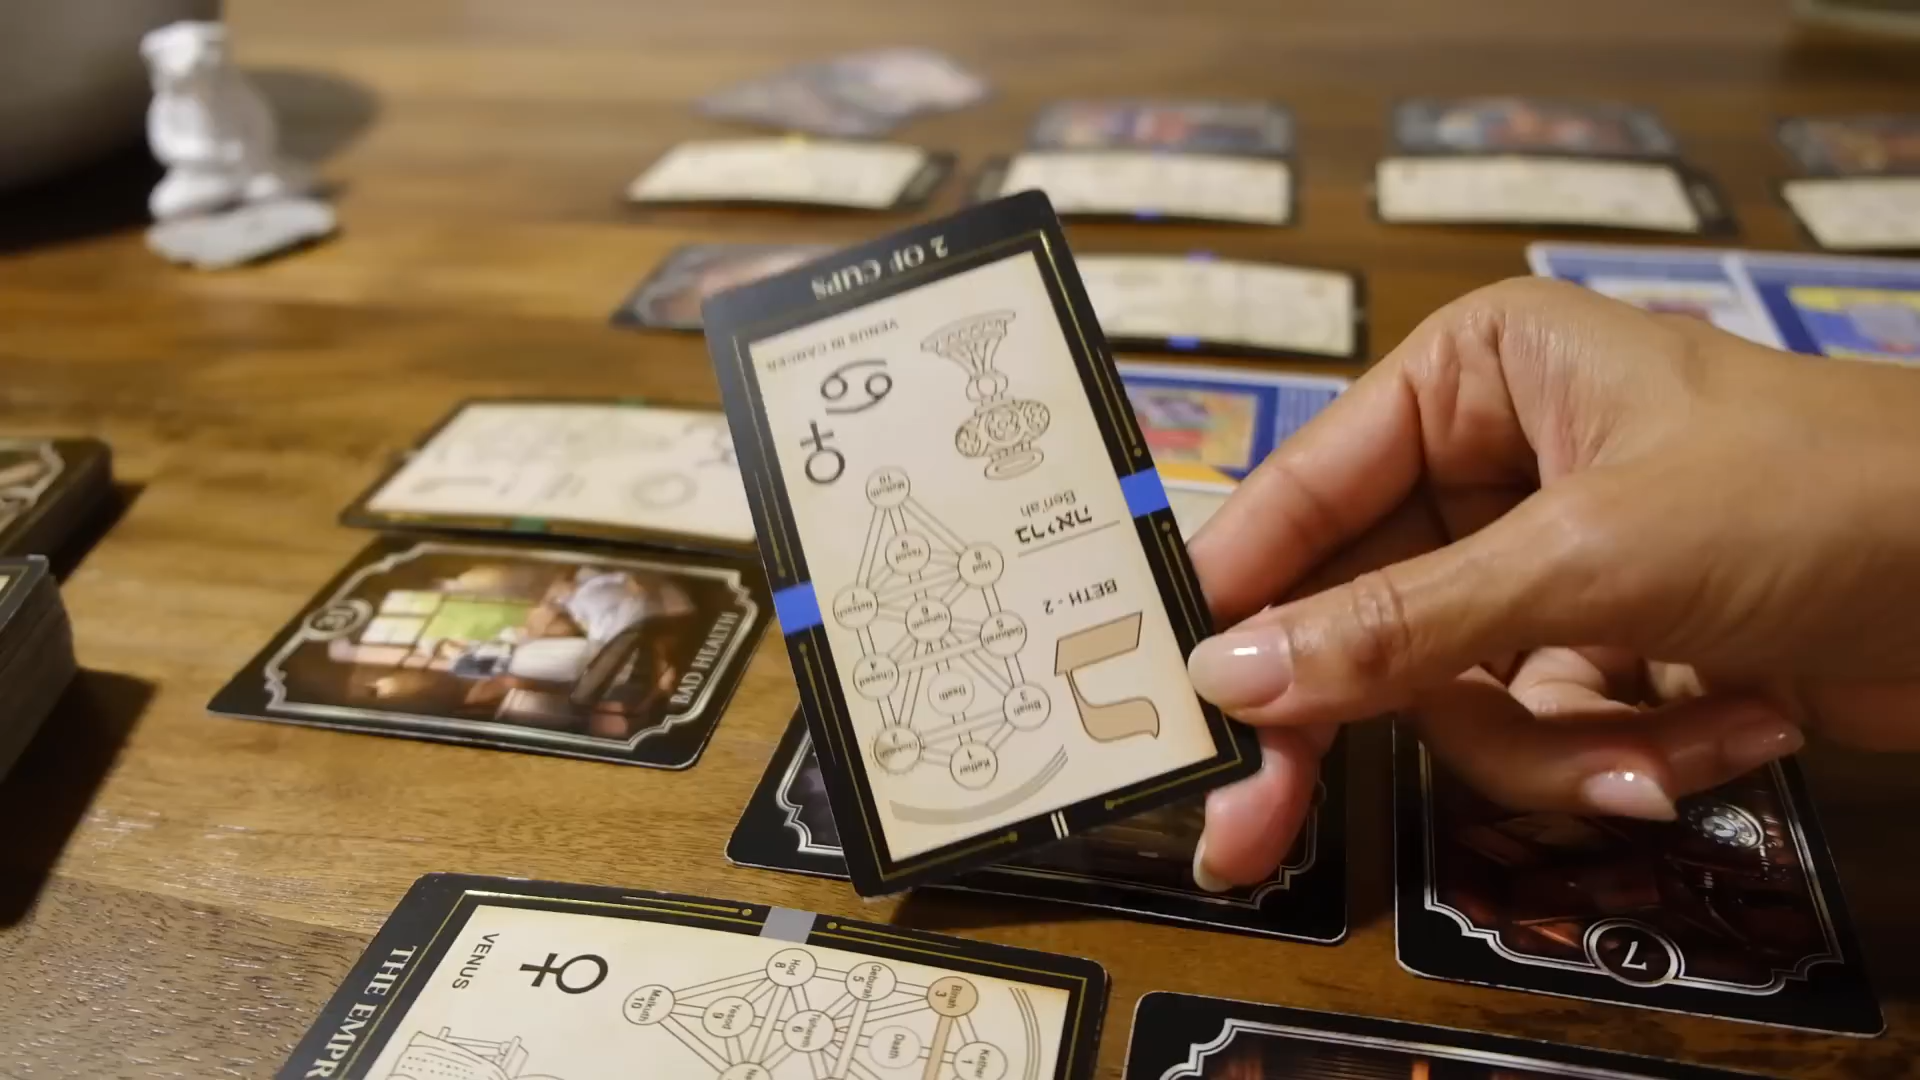 2 OF CUPS
VENUS IN CANCER
בריאה
Beri'ah
BETH - 2
Malkuth
10
Yesod
9
Hod
8
Netzach
7
Tiphareth
6
Geburah
5
Chesed
4
Daath
Binah
3
Kether
1
BAD HEALTH
THE EMPR
VENUS
Malkuth
10
Yesod
9
Hod
8
Tiphareth
6
Geburah
5
Daath
Binah
3
Kether
1
Ne
7